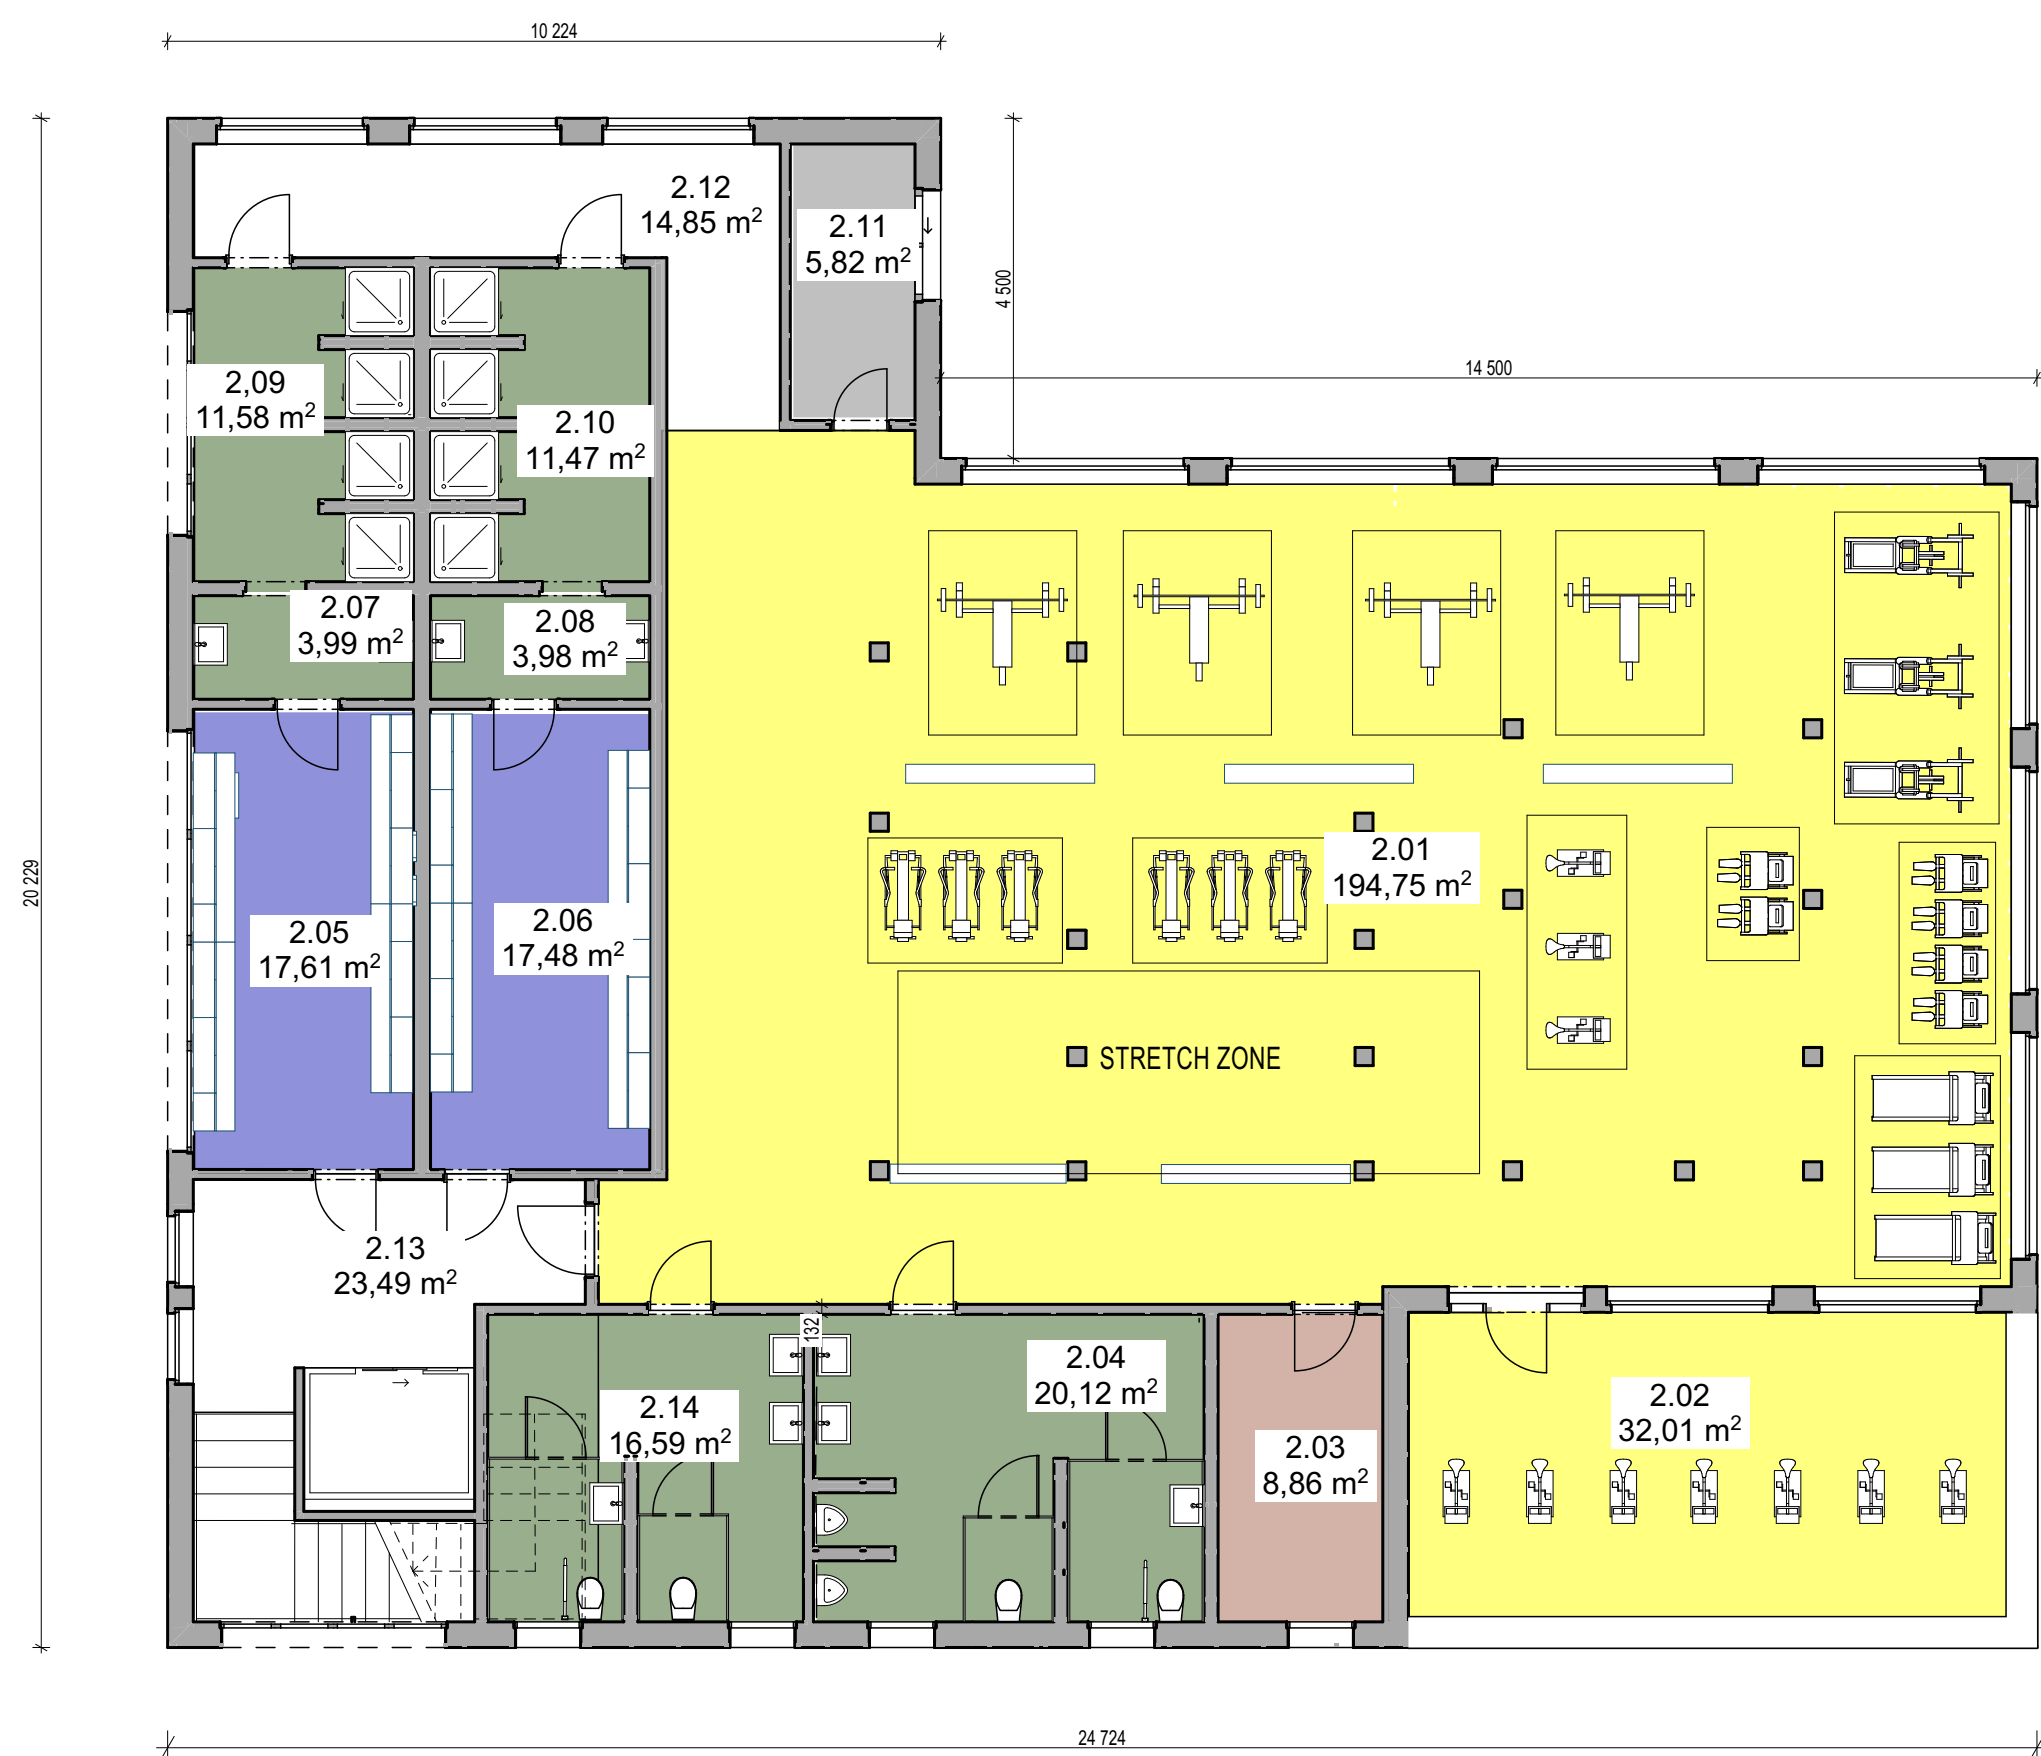 10 224
2.12
14,85 m²
2.11
5,82 m²
4 500
14 500
2,09
11,58 m²
2.10
11,47 m²
2.07
3,99 m²
2.08
3,98 m²
2.01
194,75 m²
20 229
2.05
17,61 m²
2.06
17,48 m²
STRETCH ZONE
2.13
23,49 m²
132
2.04
20,12 m²
2.14
16,59 m²
2.03
8,86 m²
2.02
32,01 m²
24 724